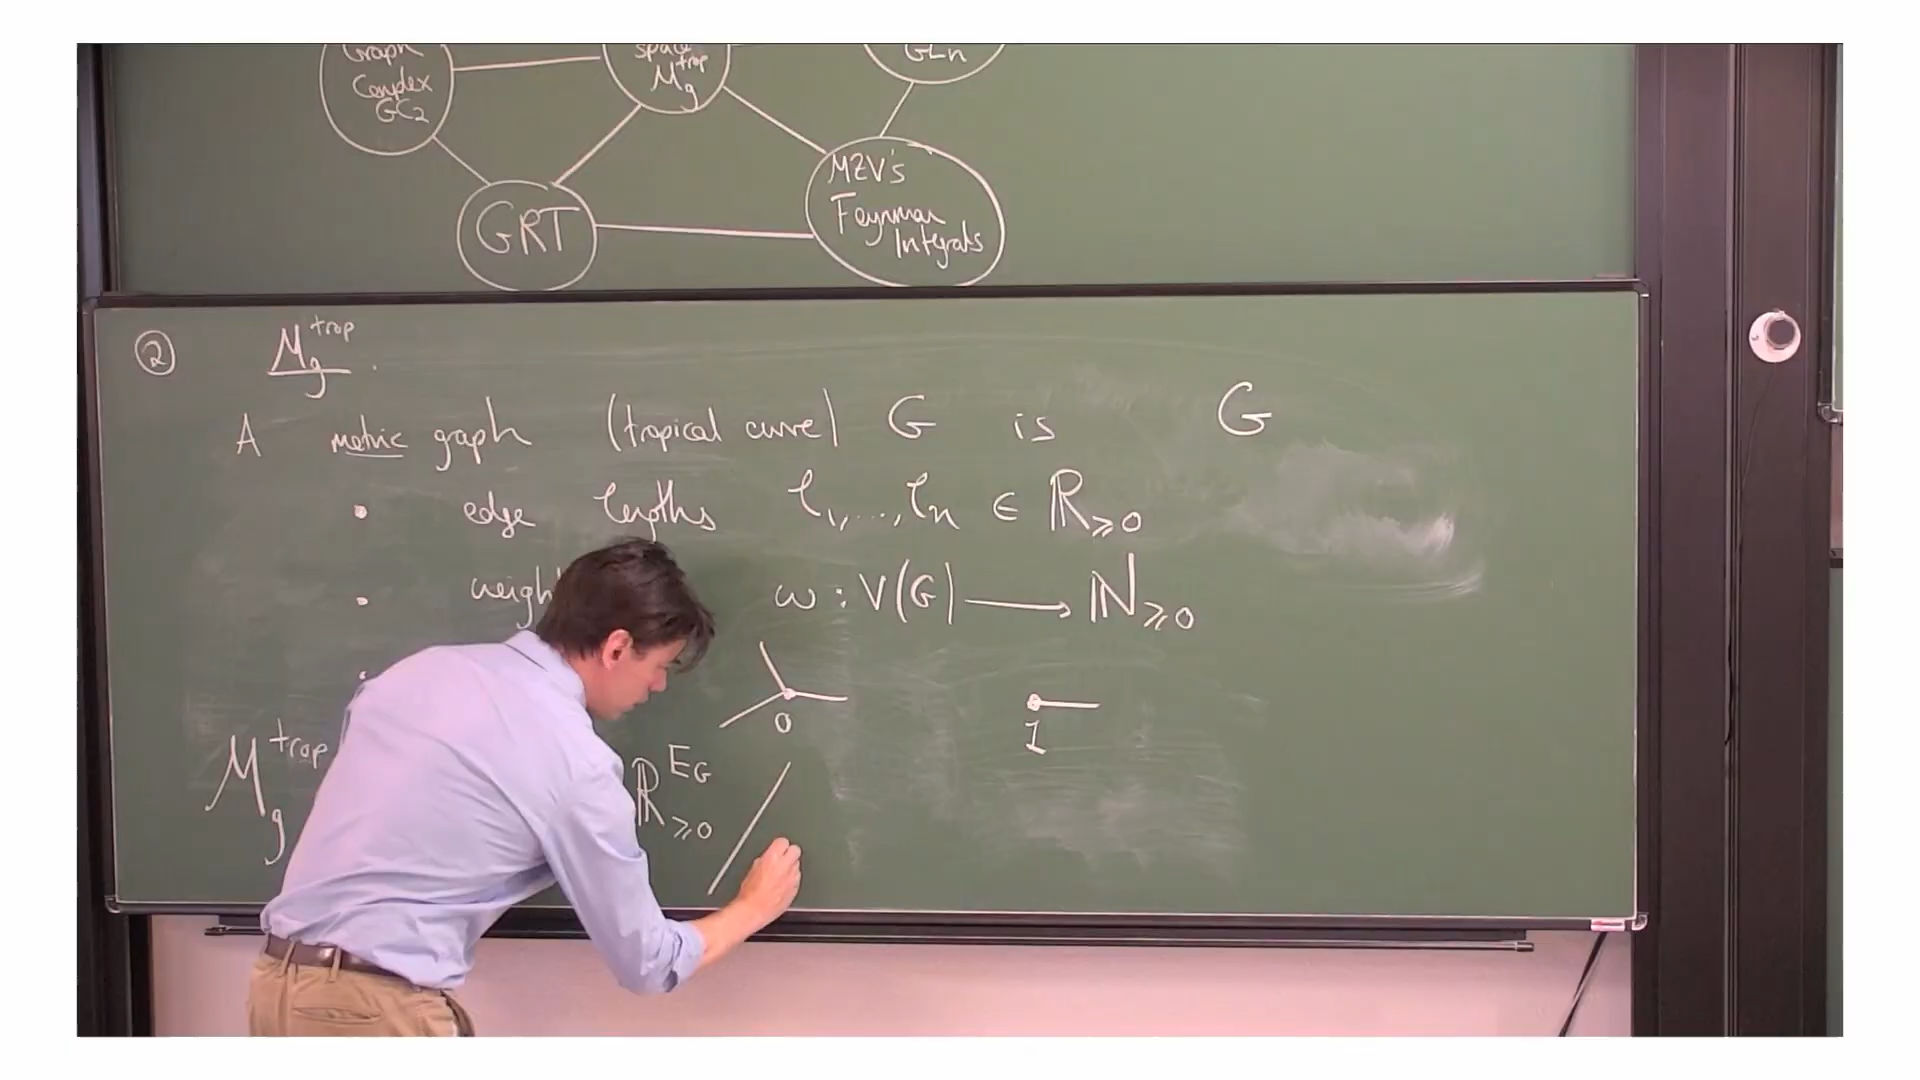 Graph
Complex
GC₂
space
M_g^trop
GLn
GRT
MZV's
Feynman
Integrals
② M_g^trop .
A metric graph (tropical curve) G is G
• edge lengths ℓ₁,...,ℓₙ ∈ ℝ≥0
• weigh w : V(G) ⟶ ℕ≥0
0 1
M_g^trop ℝ≥0^E_G /